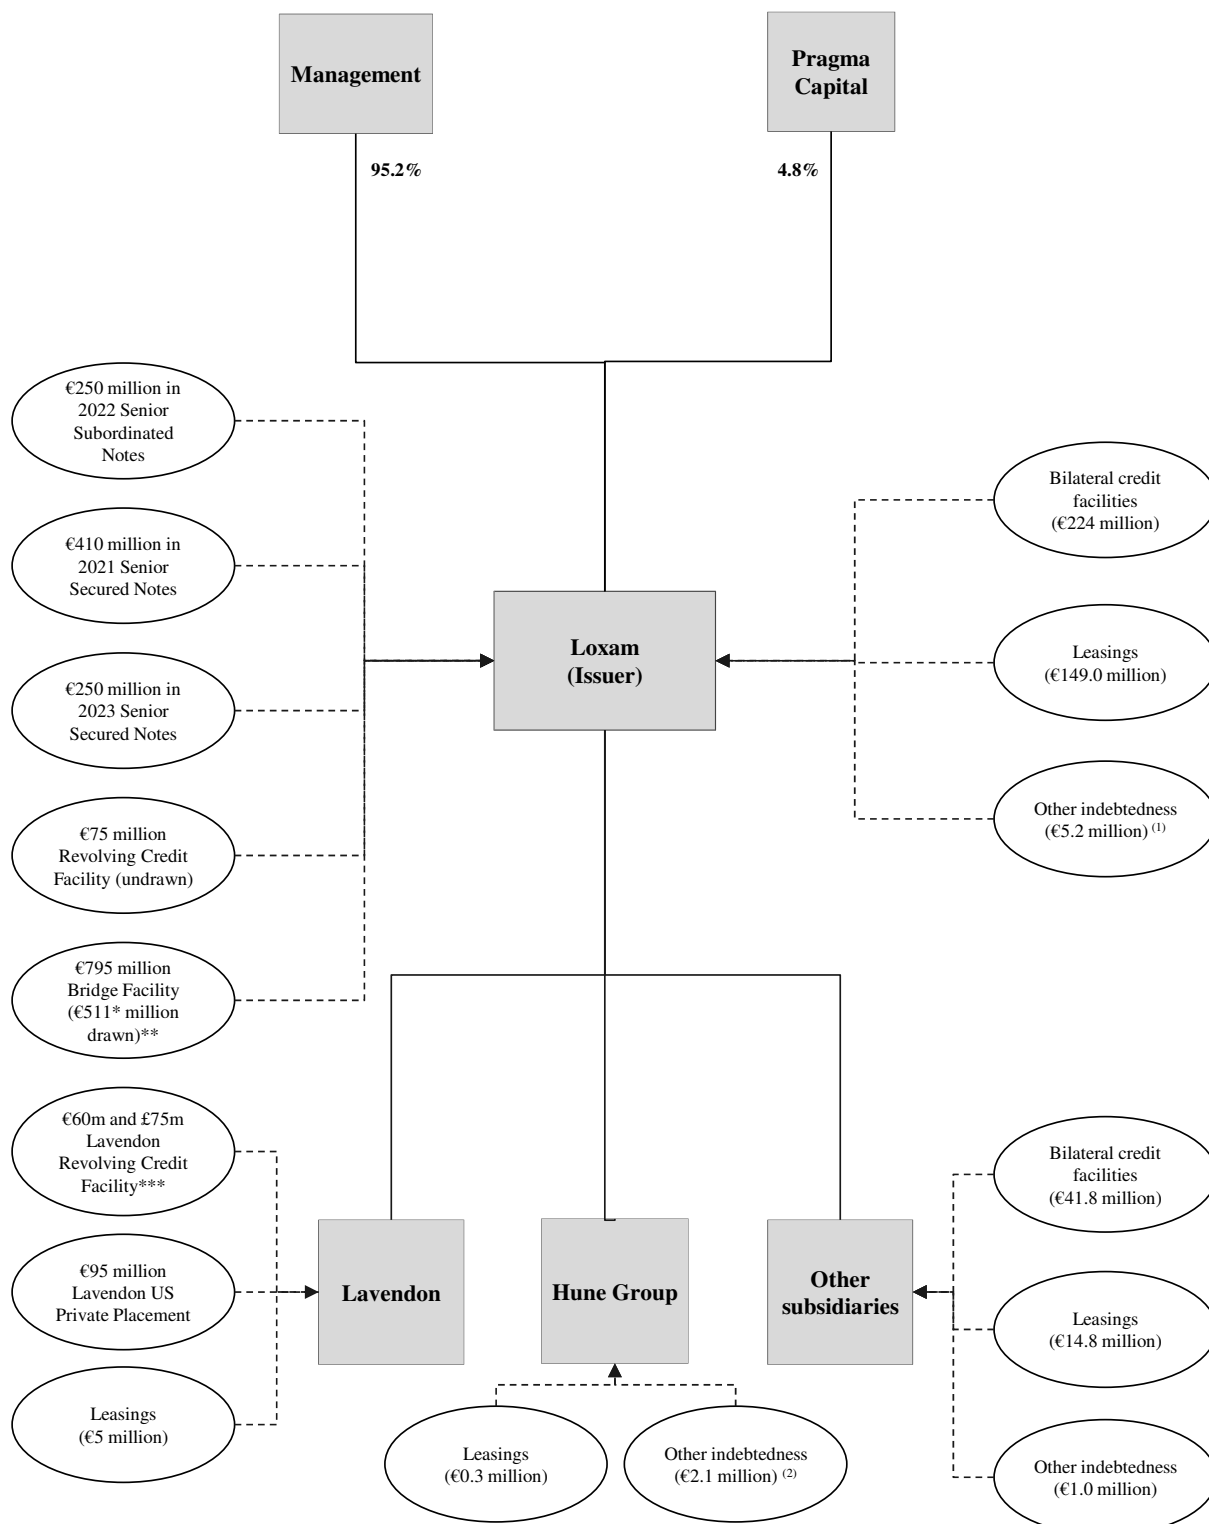 Management
Pragma
Capital
95.2%
4.8%
€250 million in
2022 Senior
Subordinated
Notes
€410 million in
2021 Senior
Secured Notes
€250 million in
2023 Senior
Secured Notes
€75 million
Revolving Credit
Facility (undrawn)
€795 million
Bridge Facility
(€511* million
drawn)**
Loxam
(Issuer)
Bilateral credit
facilities
(€224 million)
Leasings
(€149.0 million)
Other indebtedness
(€5.2 million) (1)
€60m and £75m
Lavendon
Revolving Credit
Facility***
€95 million
Lavendon US
Private Placement
Leasings
(€5 million)
Lavendon
Hune Group
Other
subsidiaries
Leasings
(€0.3 million)
Other indebtedness
(€2.1 million) (2)
Bilateral credit
facilities
(€41.8 million)
Leasings
(€14.8 million)
Other indebtedness
(€1.0 million)